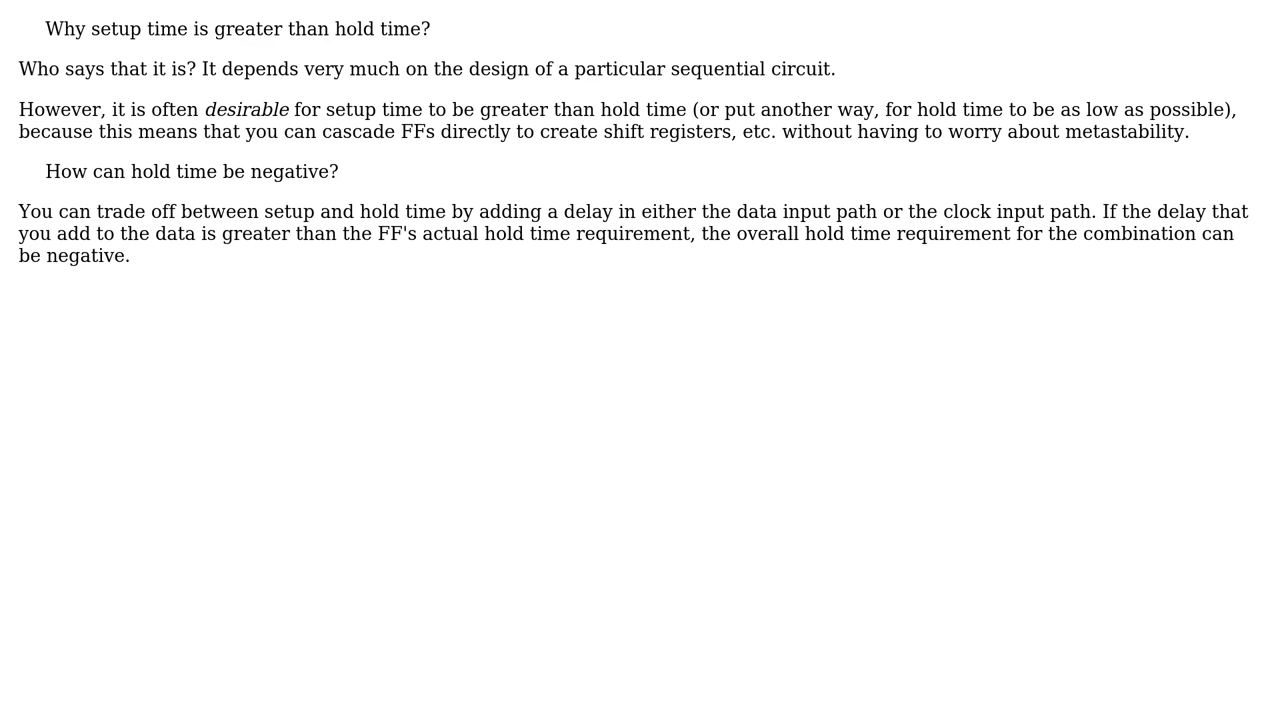 Why setup time is greater than hold time?
Who says that it is? It depends very much on the design of a particular sequential circuit.
However, it is often desirable for setup time to be greater than hold time (or put another way, for hold time to be as low as possible),
because this means that you can cascade FFs directly to create shift registers, etc. without having to worry about metastability.
How can hold time be negative?
You can trade off between setup and hold time by adding a delay in either the data input path or the clock input path. If the delay that
you add to the data is greater than the FF's actual hold time requirement, the overall hold time requirement for the combination can
be negative.